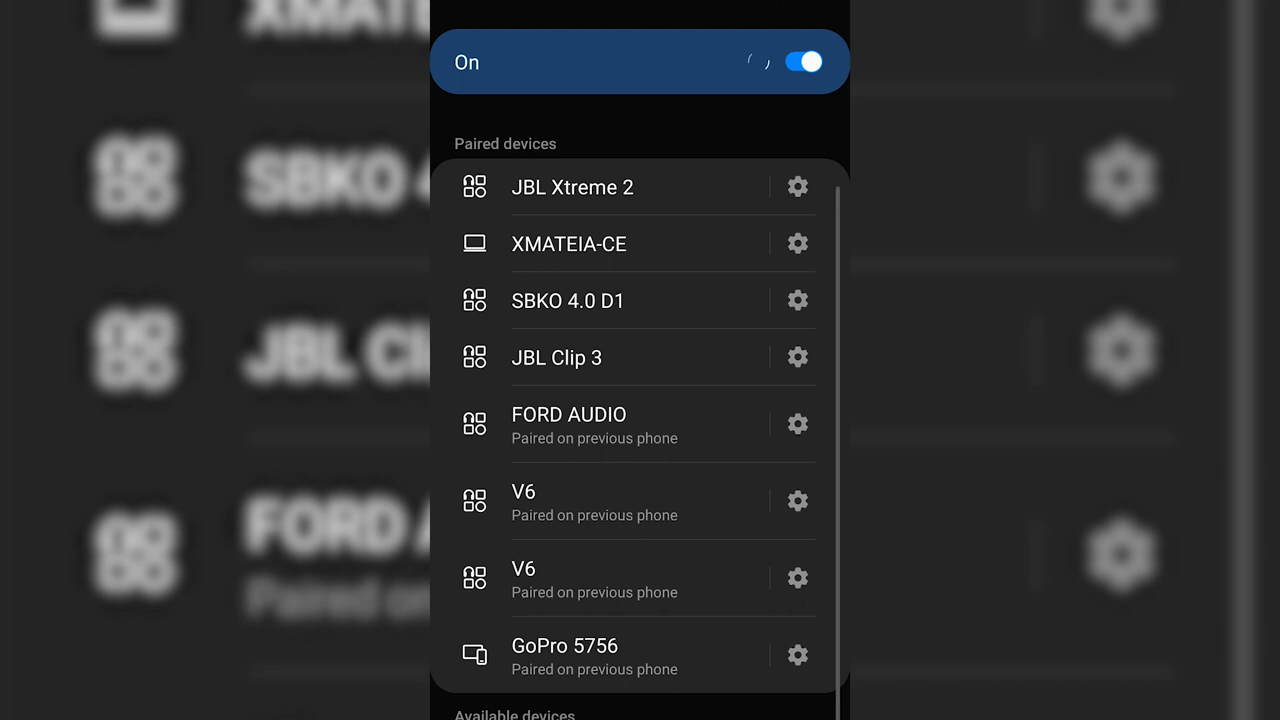 On
Paired devices
JBL Xtreme 2
XMATEIA-CE
SBKO 4.0 D1
JBL Clip 3
FORD AUDIO
Paired on previous phone
V6
Paired on previous phone
V6
Paired on previous phone
GoPro 5756
Paired on previous phone
Available devices